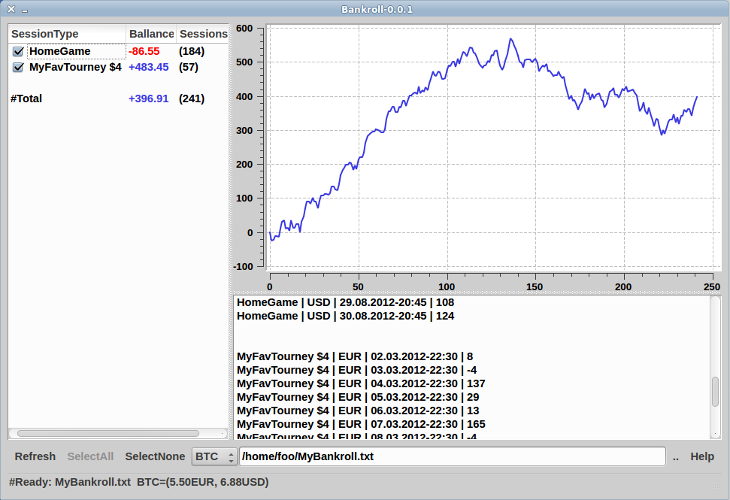 Bankroll-0.0.1
SessionType Ballance Sessions
HomeGame -86.55 (184)
MyFavTourney $4 +483.45 (57)
#Total +396.91 (241)
600
500
400
300
200
100
0
-100
0 50 100 150 200 250
HomeGame | USD | 29.08.2012-20:45 | 108
HomeGame | USD | 30.08.2012-20:45 | 124
MyFavTourney $4 | EUR | 02.03.2012-22:30 | 8
MyFavTourney $4 | EUR | 03.03.2012-22:30 | -4
MyFavTourney $4 | EUR | 04.03.2012-22:30 | 137
MyFavTourney $4 | EUR | 05.03.2012-22:30 | 29
MyFavTourney $4 | EUR | 06.03.2012-22:30 | 13
MyFavTourney $4 | EUR | 07.03.2012-22:30 | 165
MyFavTourney $4 | EUR | 08.03.2012-22:30 | -4
Refresh SelectAll SelectNone BTC /home/foo/MyBankroll.txt .. Help
#Ready: MyBankroll.txt BTC=(5.50EUR, 6.88USD)